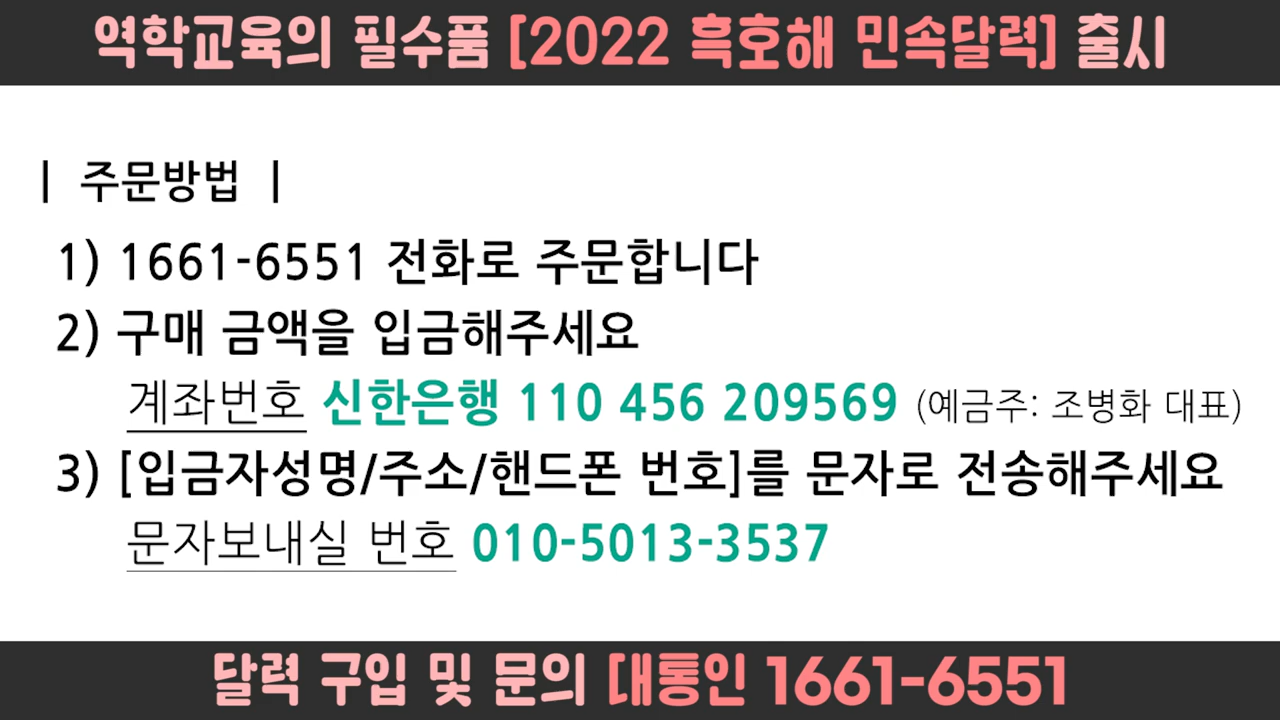 역학교육의 필수품 [2022 흑호해 민속달력] 출시
| 주문방법 |
1) 1661-6551 전화로 주문합니다
2) 구매 금액을 입금해주세요
계좌번호 신한은행 110 456 209569 (예금주: 조병화 대표)
3) [입금자성명/주소/핸드폰 번호]를 문자로 전송해주세요
문자보내실 번호 010-5013-3537
달력 구입 및 문의 대통인 1661-6551